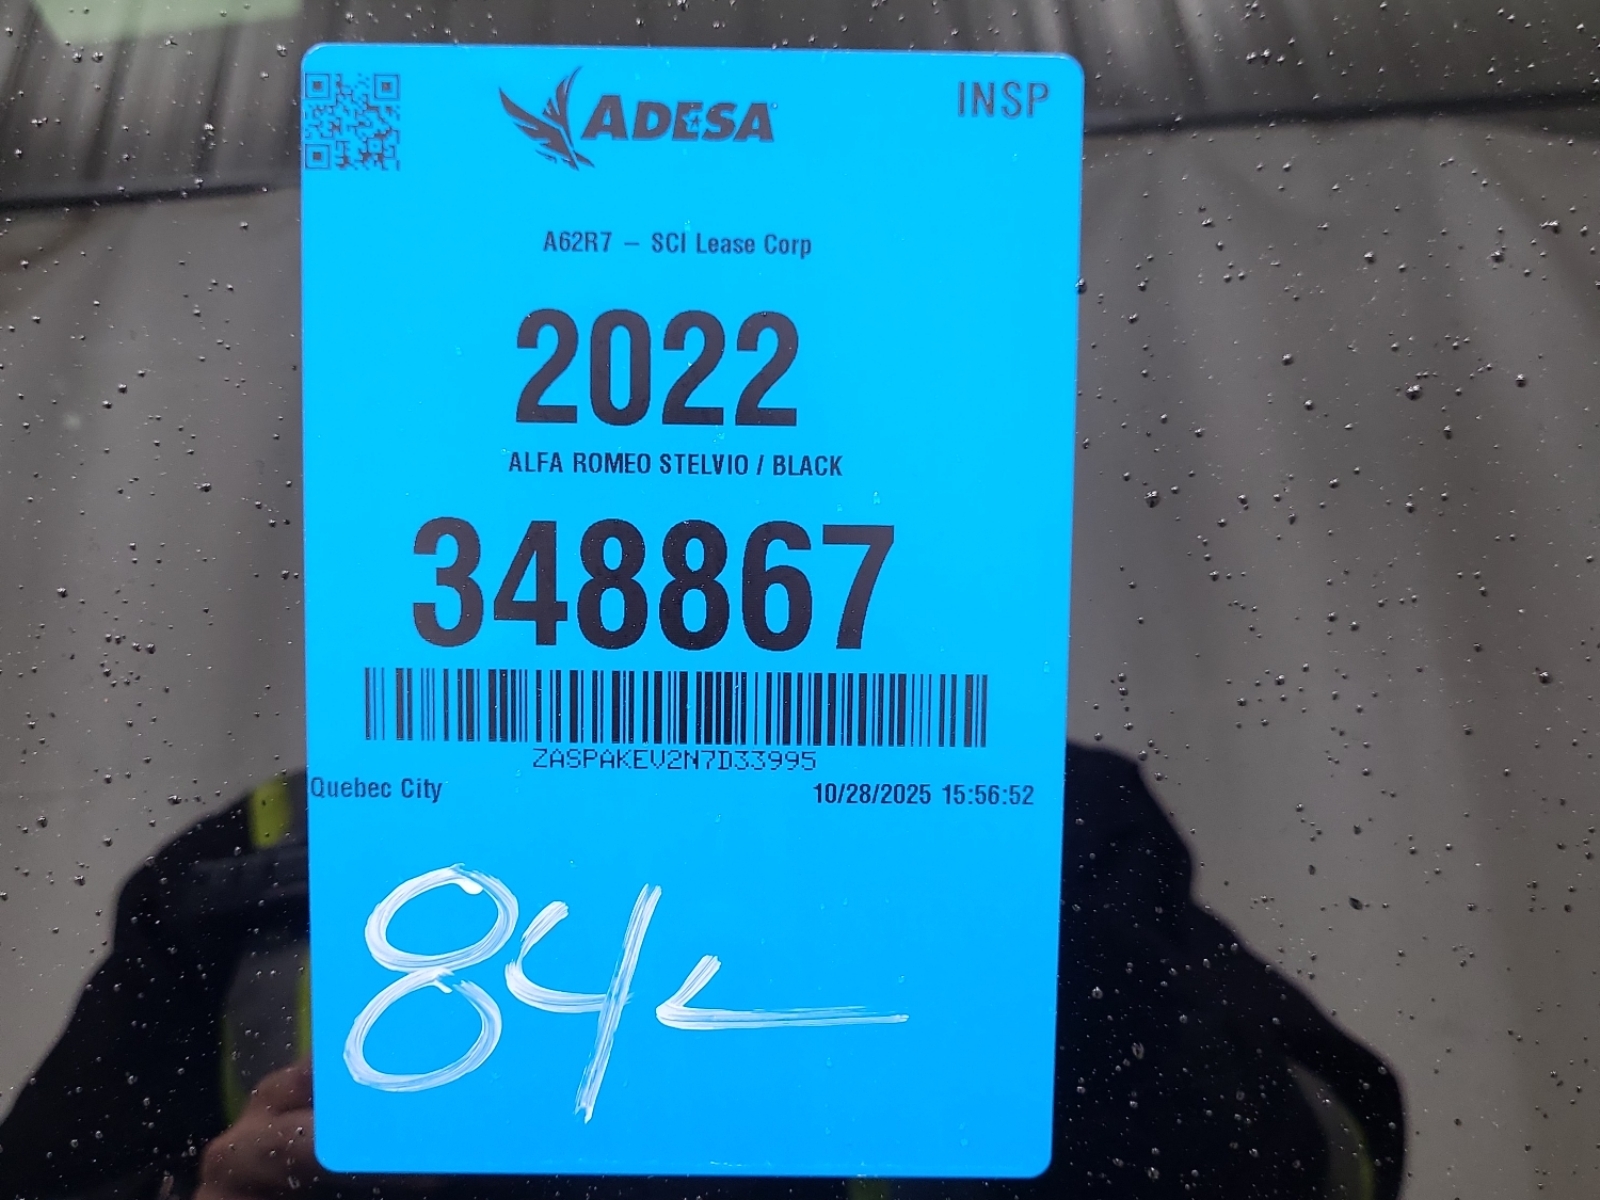 ADESA
INSP
A62R7 – SCI Lease Corp
2022
ALFA ROMEO STELVIO / BLACK
348867
ZASPAKEV2N7D33995
Quebec City
10/28/2025 15:56:52
84